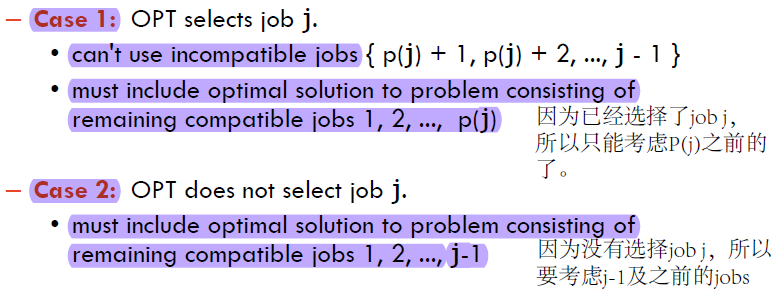 – Case 1: OPT selects job j.
• can't use incompatible jobs { p(j) + 1, p(j) + 2, ..., j - 1 }
• must include optimal solution to problem consisting of
remaining compatible jobs 1, 2, ..., p(j)
因为已经选择了job j，
所以只能考虑P(j)之前的
了。
– Case 2: OPT does not select job j.
• must include optimal solution to problem consisting of
remaining compatible jobs 1, 2, ..., j-1
因为没有选择job j，所以
要考虑j-1及之前的jobs